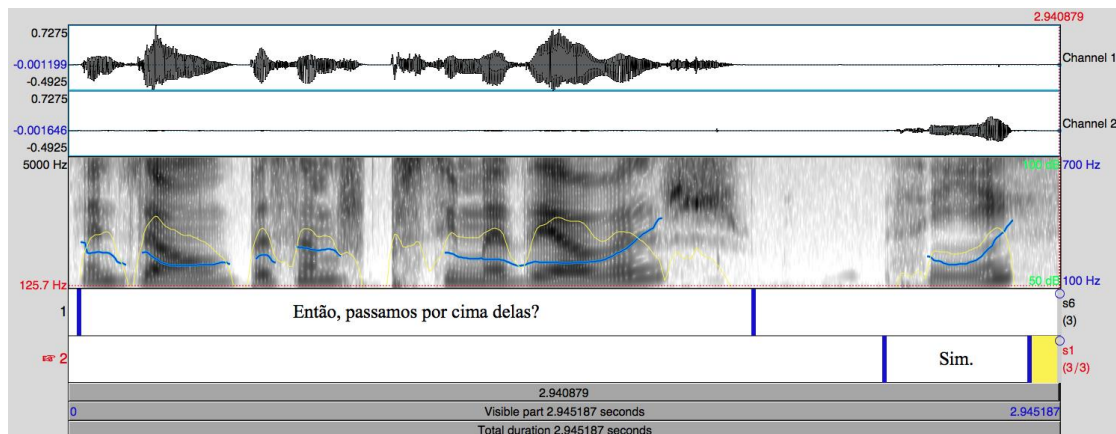 2.940879
0.7275
-0.001199
-0.4925
Channel 1
0.7275
-0.001646
-0.4925
Channel 2
5000 Hz
100 dB
700 Hz
125.7 Hz
50 dB
100 Hz
1
Então, passamos por cima delas?
s6
(3)
☞ 2
Sim.
s1
(3/3)
2.940879
0
Visible part 2.945187 seconds
2.945187
Total duration 2.945187 seconds